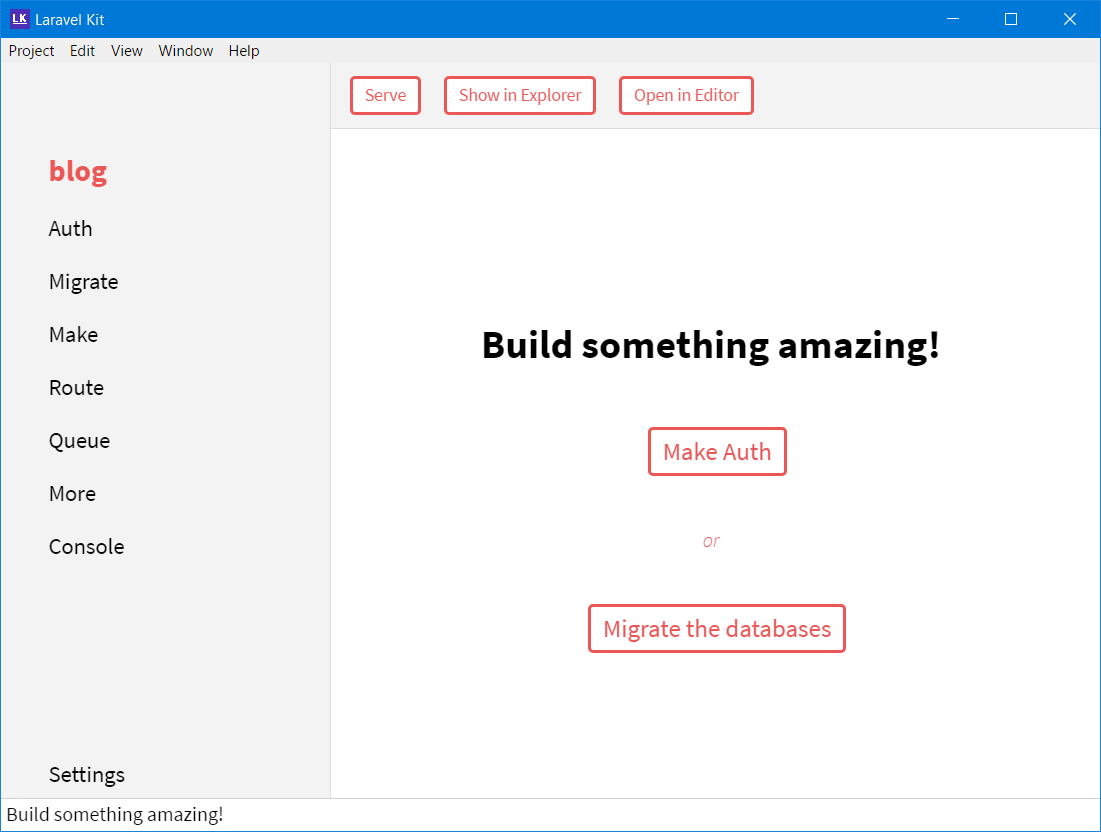 LK Laravel Kit
Project Edit View Window Help
Serve Show in Explorer Open in Editor
blog
Auth
Migrate
Make
Route
Queue
More
Console
Settings
Build something amazing!
Make Auth
or
Migrate the databases
Build something amazing!